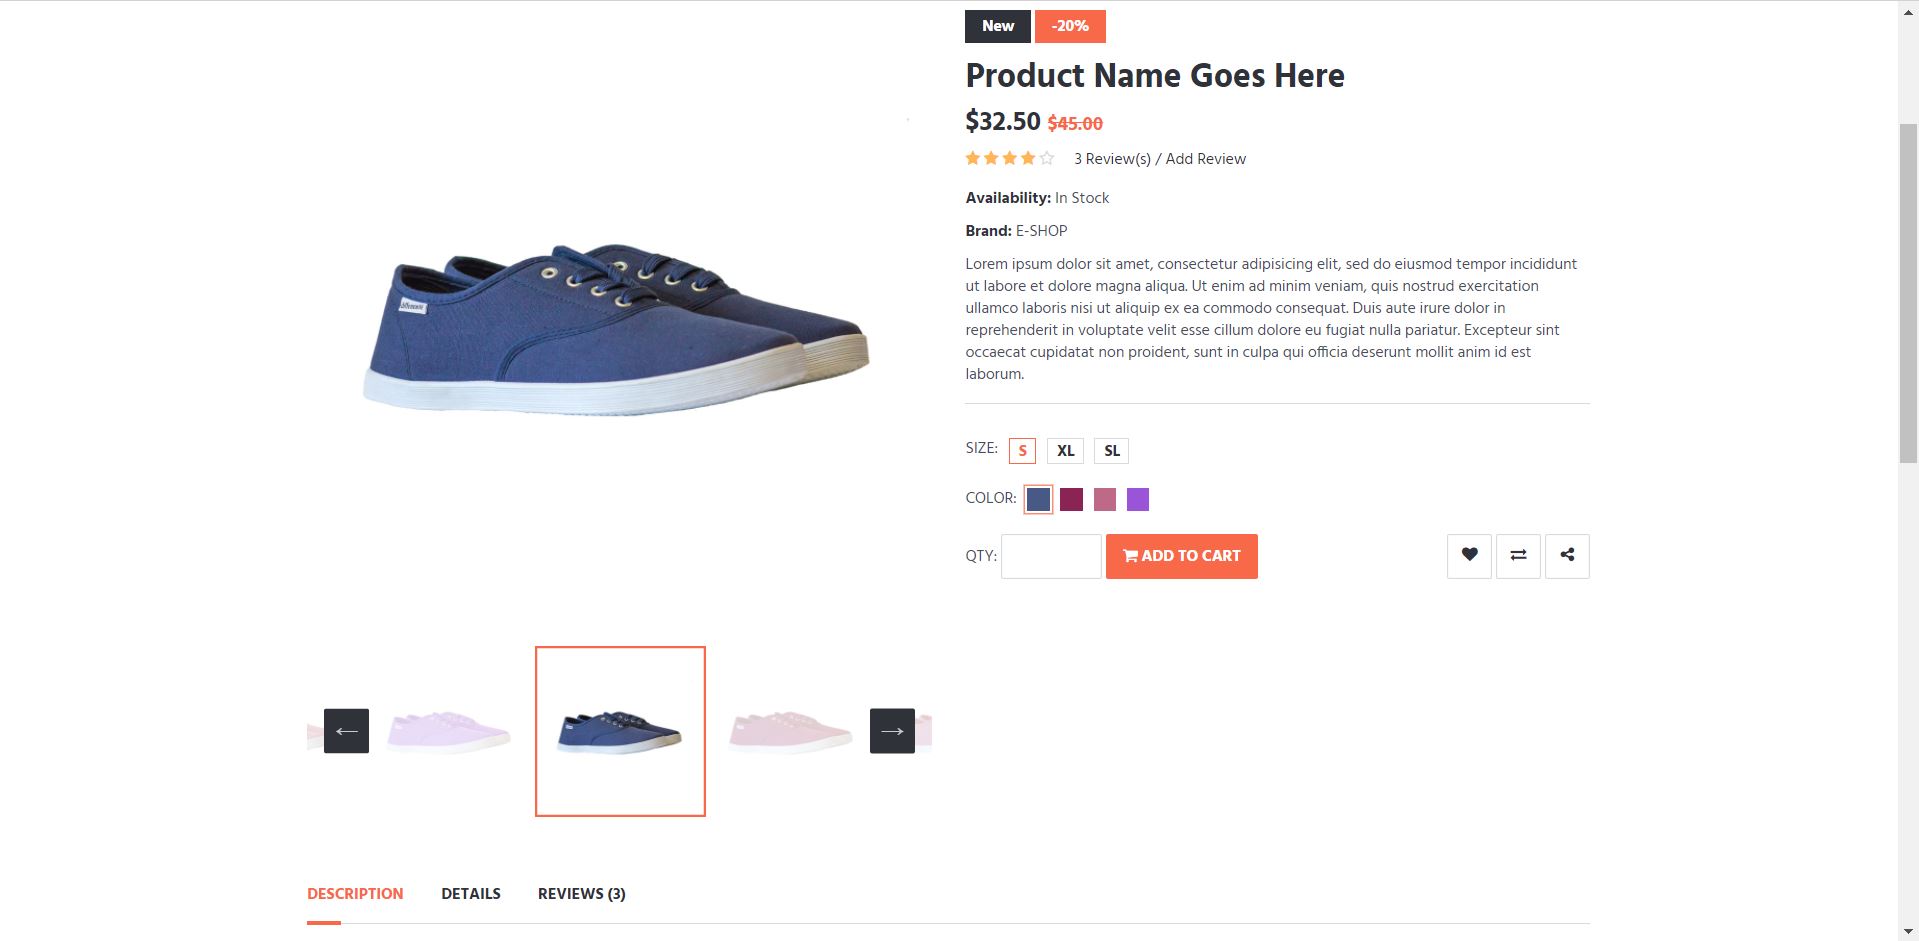 New -20%
Product Name Goes Here
$32.50 $45.00
3 Review(s) / Add Review
Availability: In Stock
Brand: E-SHOP
Lorem ipsum dolor sit amet, consectetur adipisicing elit, sed do eiusmod tempor incididunt
ut labore et dolore magna aliqua. Ut enim ad minim veniam, quis nostrud exercitation
ullamco laboris nisi ut aliquip ex ea commodo consequat. Duis aute irure dolor in
reprehenderit in voluptate velit esse cillum dolore eu fugiat nulla pariatur. Excepteur sint
occaecat cupidatat non proident, sunt in culpa qui officia deserunt mollit anim id est
laborum.
SIZE: S XL SL
COLOR:
QTY: ADD TO CART
DESCRIPTION DETAILS REVIEWS (3)